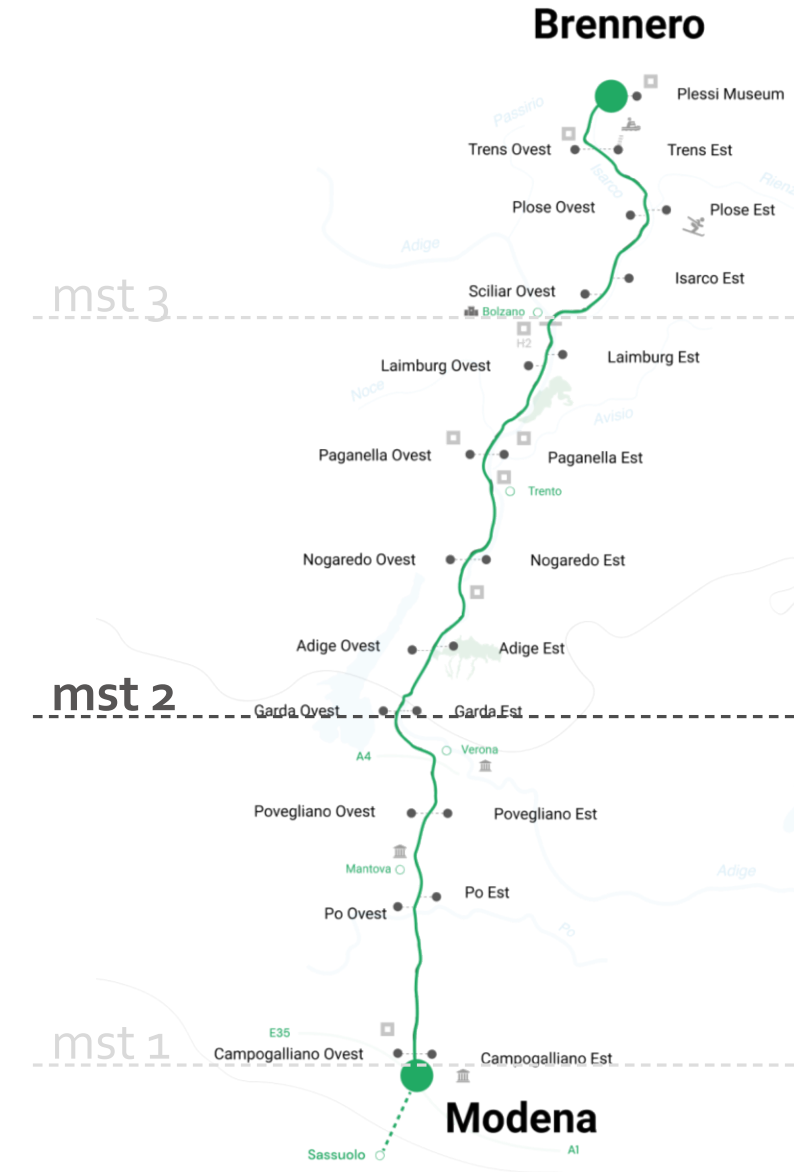 Brennero
Plessi Museum
Passirio
Trens Ovest
Trens Est
Isarco
Rienz
Plose Ovest
Plose Est
Adige
Isarco Est
mst 3
Sciliar Ovest
Bolzano
H2
Laimburg Ovest
Laimburg Est
Noce
Avisio
Paganella Ovest
Paganella Est
Trento
Nogaredo Ovest
Nogaredo Est
Adige Ovest
Adige Est
mst 2
Garda Ovest
Garda Est
A4
Verona
Povegliano Ovest
Povegliano Est
Mantova
Adige
Po Ovest
Po Est
Po
E35
mst 1
Campogalliano Ovest
Campogalliano Est
Modena
Sassuolo
A1